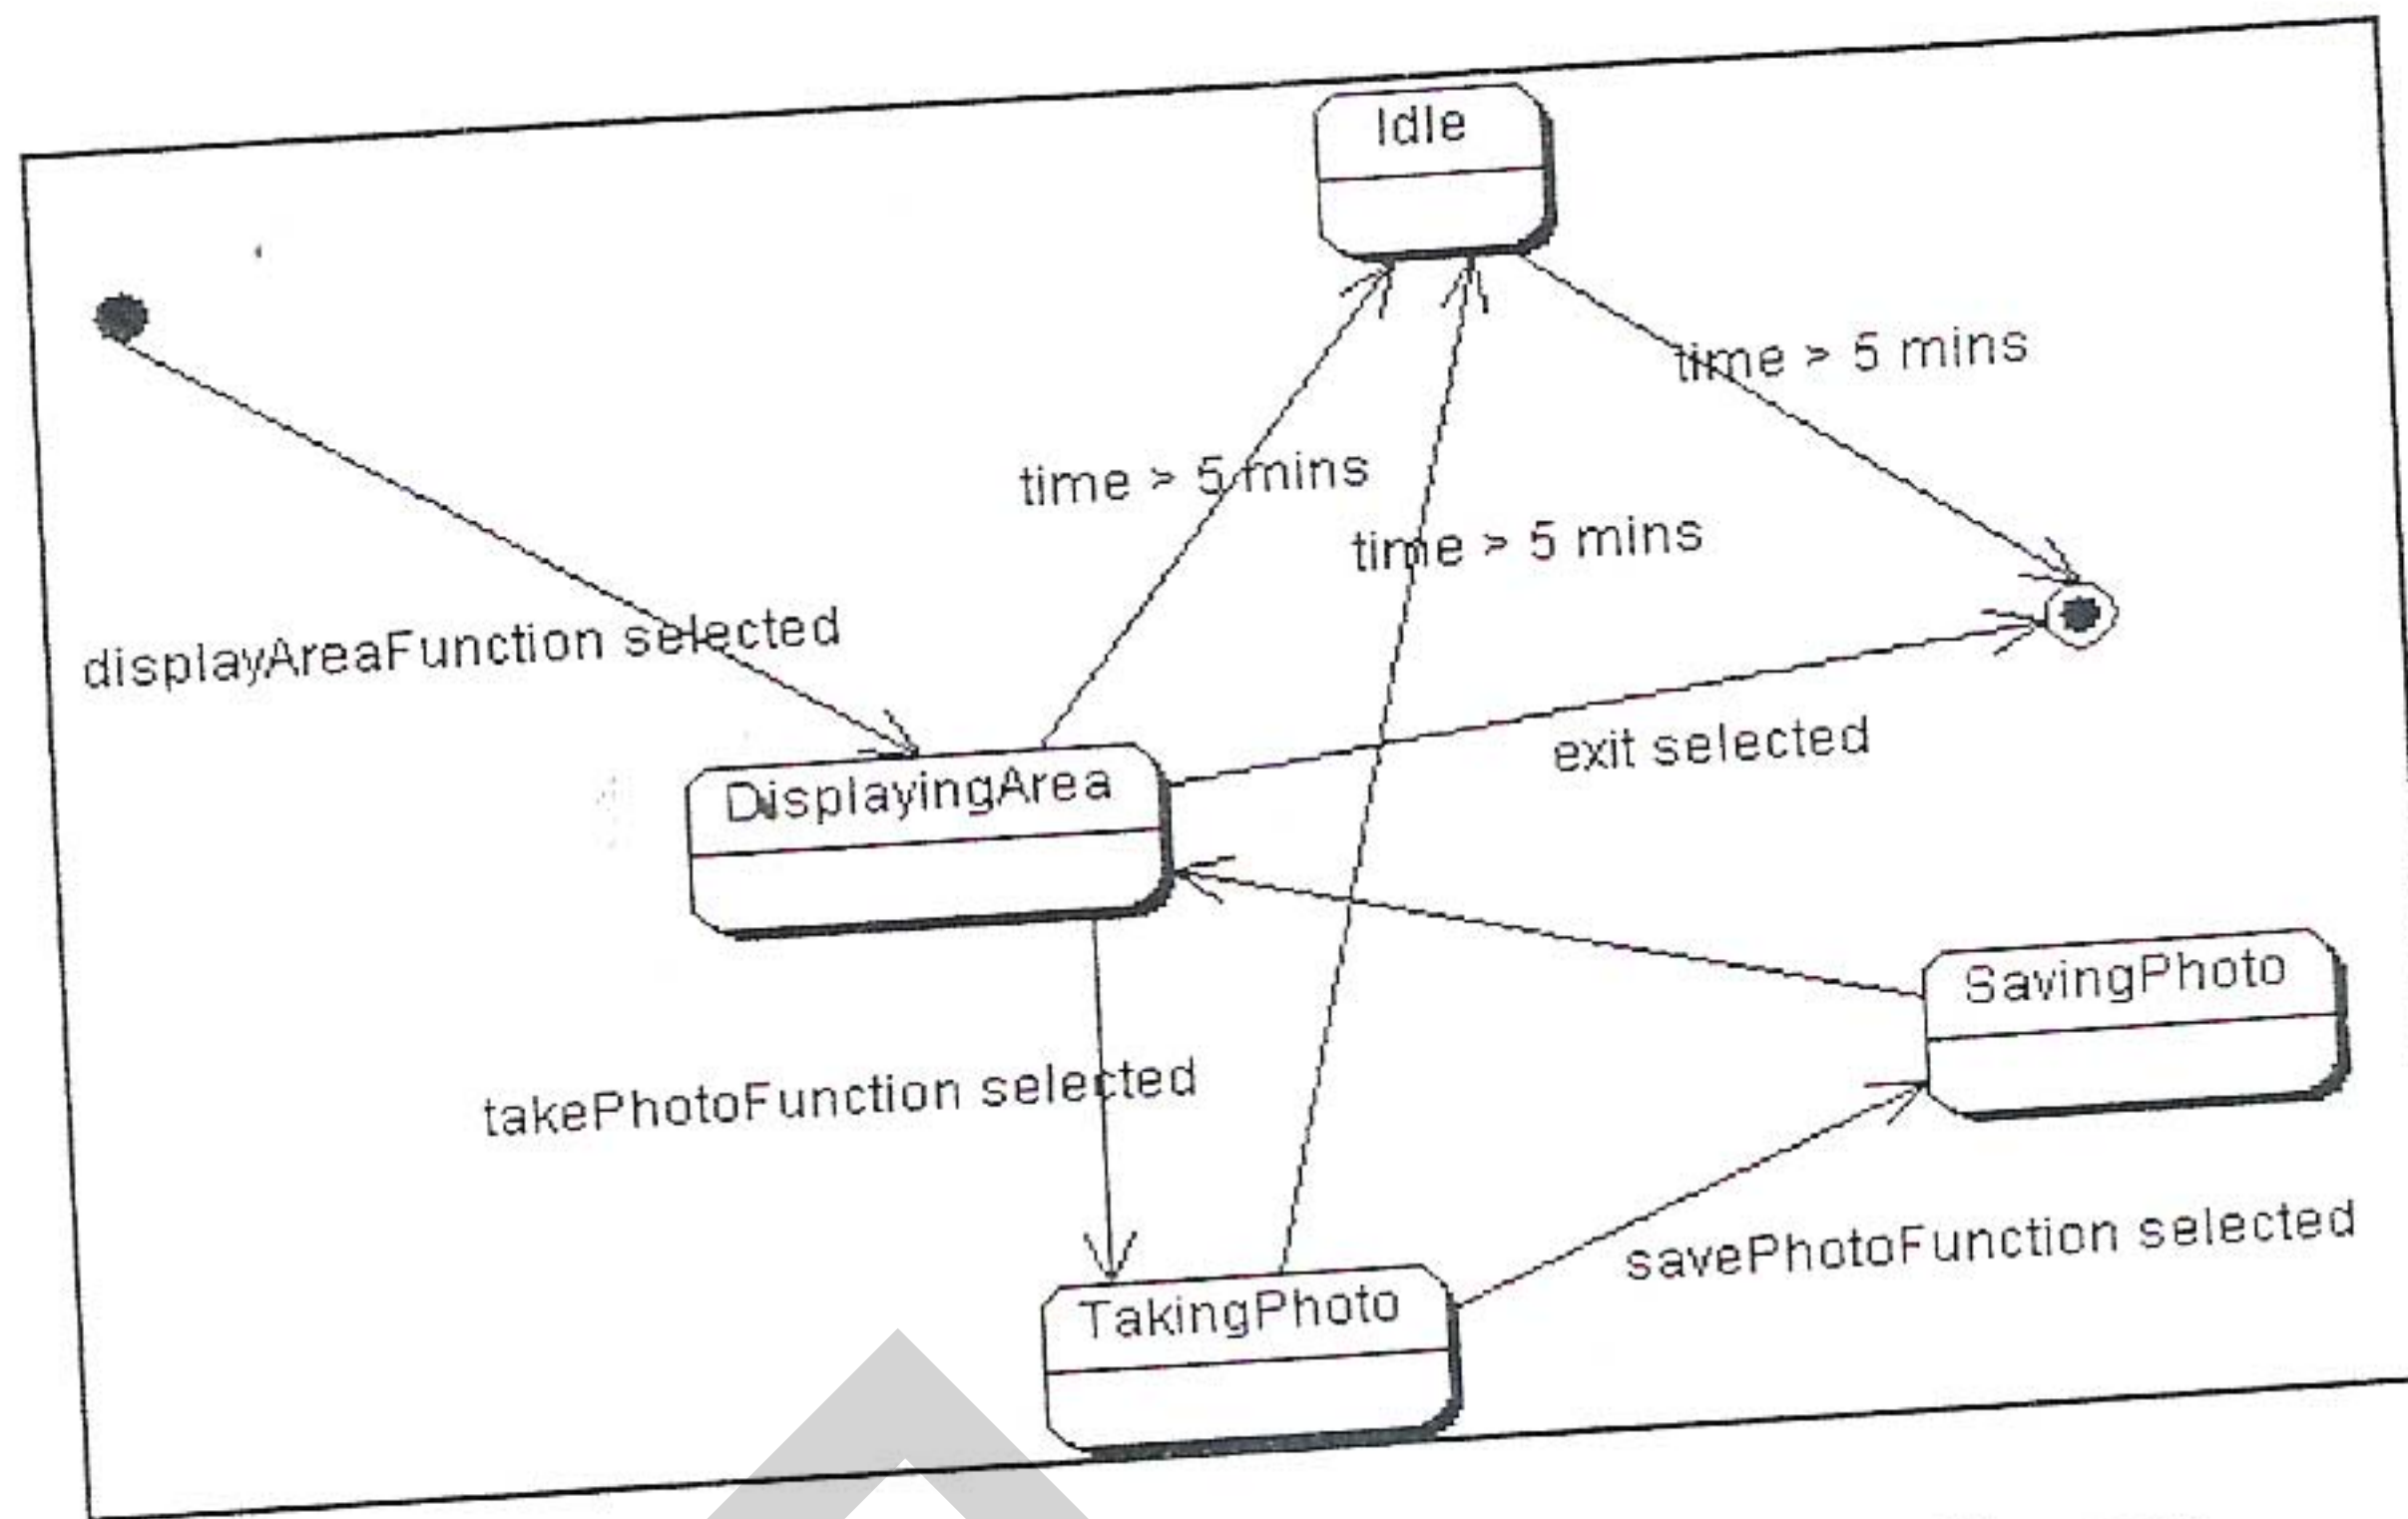 Idle
time > 5 mins
time > 5 mins
time > 5 mins
displayAreaFunction selected
exit selected
DisplayingArea
SavingPhoto
takePhotoFunction selected
savePhotoFunction selected
TakingPhoto